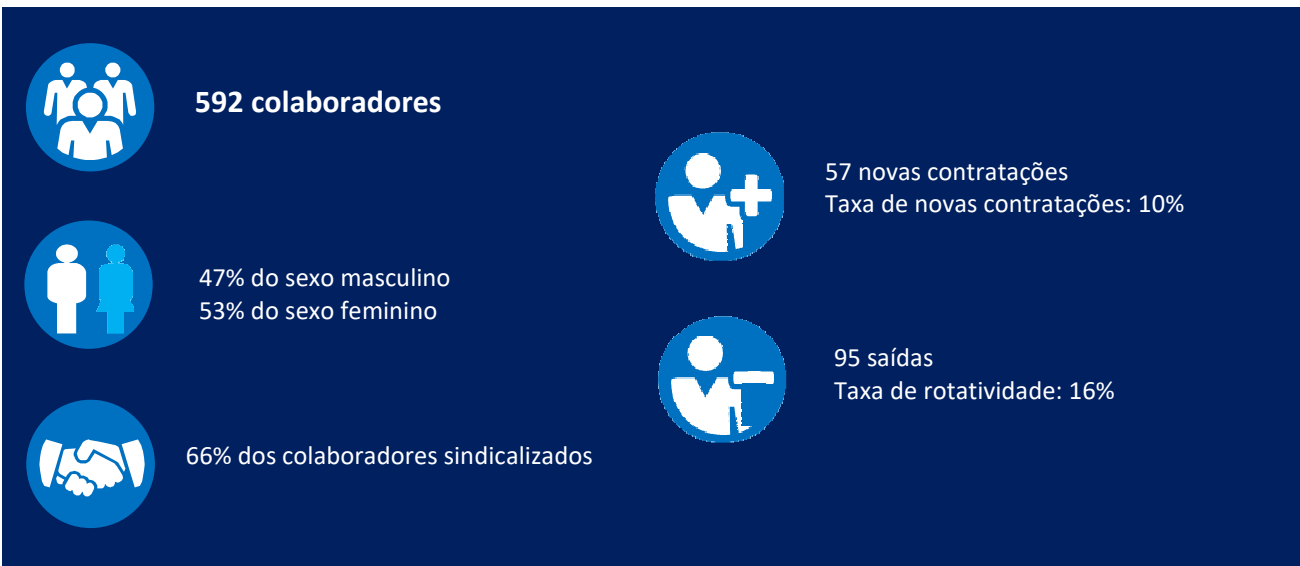 592 colaboradores
47% do sexo masculino
53% do sexo feminino
66% dos colaboradores sindicalizados
57 novas contratações
Taxa de novas contratações: 10%
95 saídas
Taxa de rotatividade: 16%